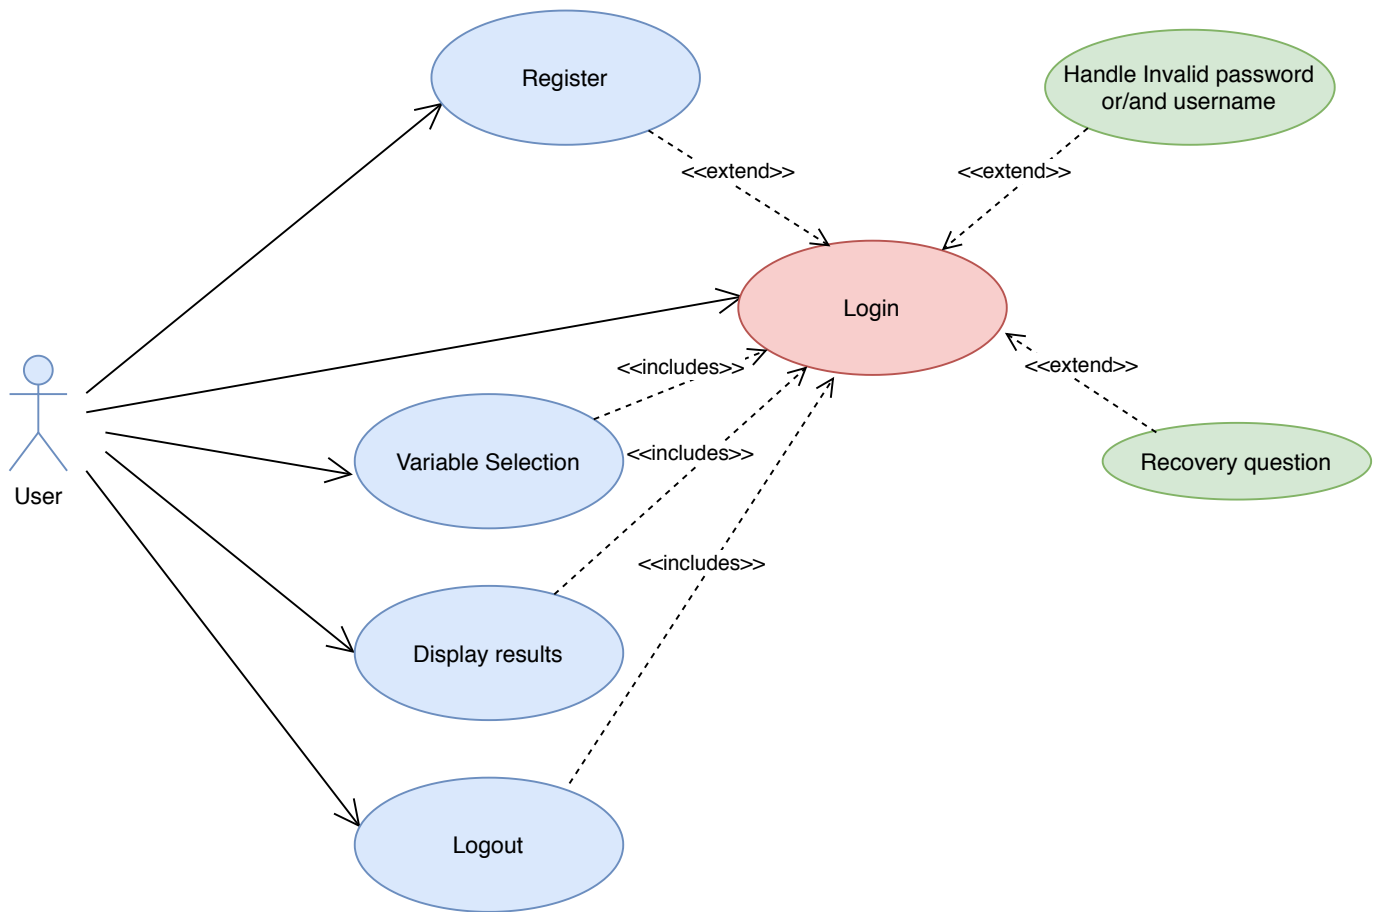 Register
Handle Invalid password
or/and username
<<extend>>
<<extend>>
Login
<<includes>>
<<extend>>
Variable Selection
<<includes>>
Recovery question
User
<<includes>>
Display results
Logout